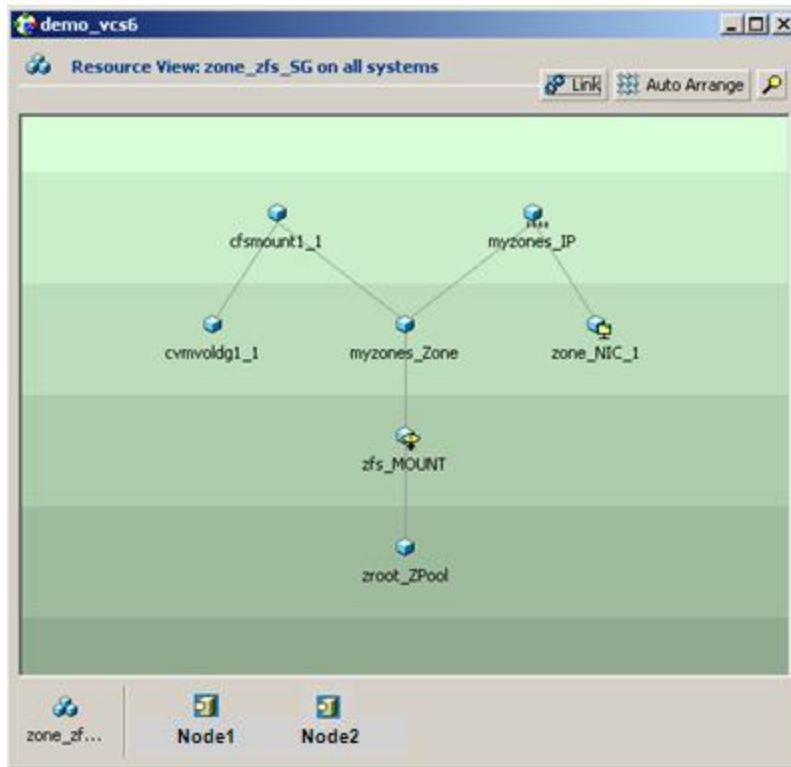 demo_vcs6
Resource View: zone_zfs_SG on all systems
Link Auto Arrange
cfsmount1_1 myzones_IP
cvmvoldg1_1 myzones_Zone zone_NIC_1
zfs_MOUNT
zroot_ZPool
zone_zf... Node1 Node2